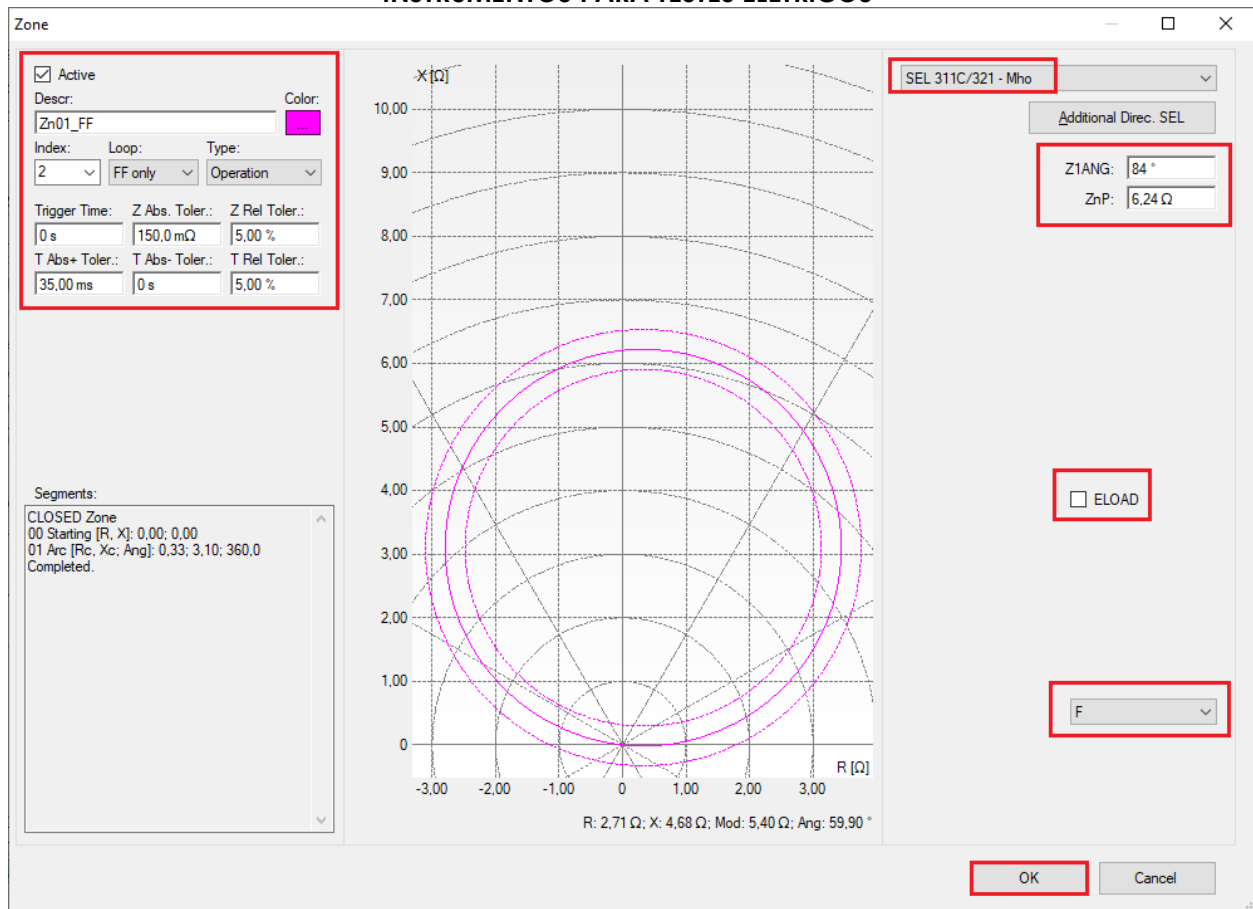 INSTRUMENTOS PARA TESTES ELÉTRICOS
Zone
Active
Descr: Color:
Zn01_FF ...
Index: Loop: Type:
2 FF only Operation
Trigger Time: Z Abs. Toler.: Z Rel Toler.:
0 s 150,0 mΩ 5,00 %
T Abs+ Toler.: T Abs- Toler.: T Rel Toler.:
35,00 ms 0 s 5,00 %
Segments:
CLOSED Zone
00 Starting [R, X]: 0,00; 0,00
01 Arc [Rc, Xc; Ang]: 0,33; 3,10; 360,0
Completed.
X [Ω]
10,00
9,00
8,00
7,00
6,00
5,00
4,00
3,00
2,00
1,00
0
R [Ω]
-3,00 -2,00 -1,00 0 1,00 2,00 3,00
R: 2,71 Ω; X: 4,68 Ω; Mod: 5,40 Ω; Ang: 59,90 °
SEL 311C/321 - Mho
Additional Direc. SEL
Z1ANG: 84 °
ZnP: 6,24 Ω
ELOAD
F
OK Cancel